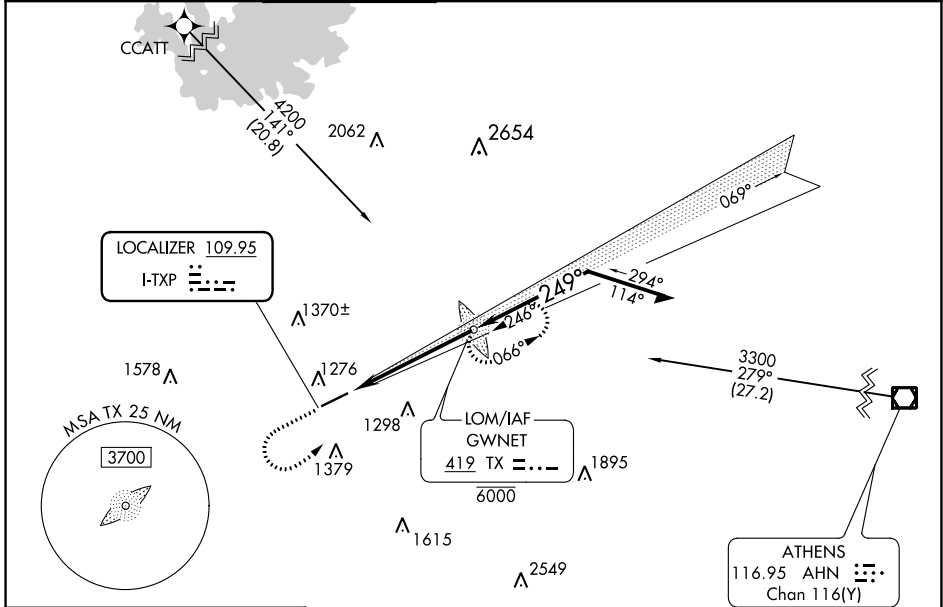 CCATT
4200
141°
(20.8)
2062
2654
069°
LOCALIZER 109.95
I-TXP
294°
114°
249°
246°
066°
1370±
1276
1578
3300
279°
(27.2)
MSA TX 25 NM
3700
1298
1379
LOM/IAF
GWNET
419 TX
6000
1895
1615
2549
ATHENS
116.95 AHN
Chan 116(Y)